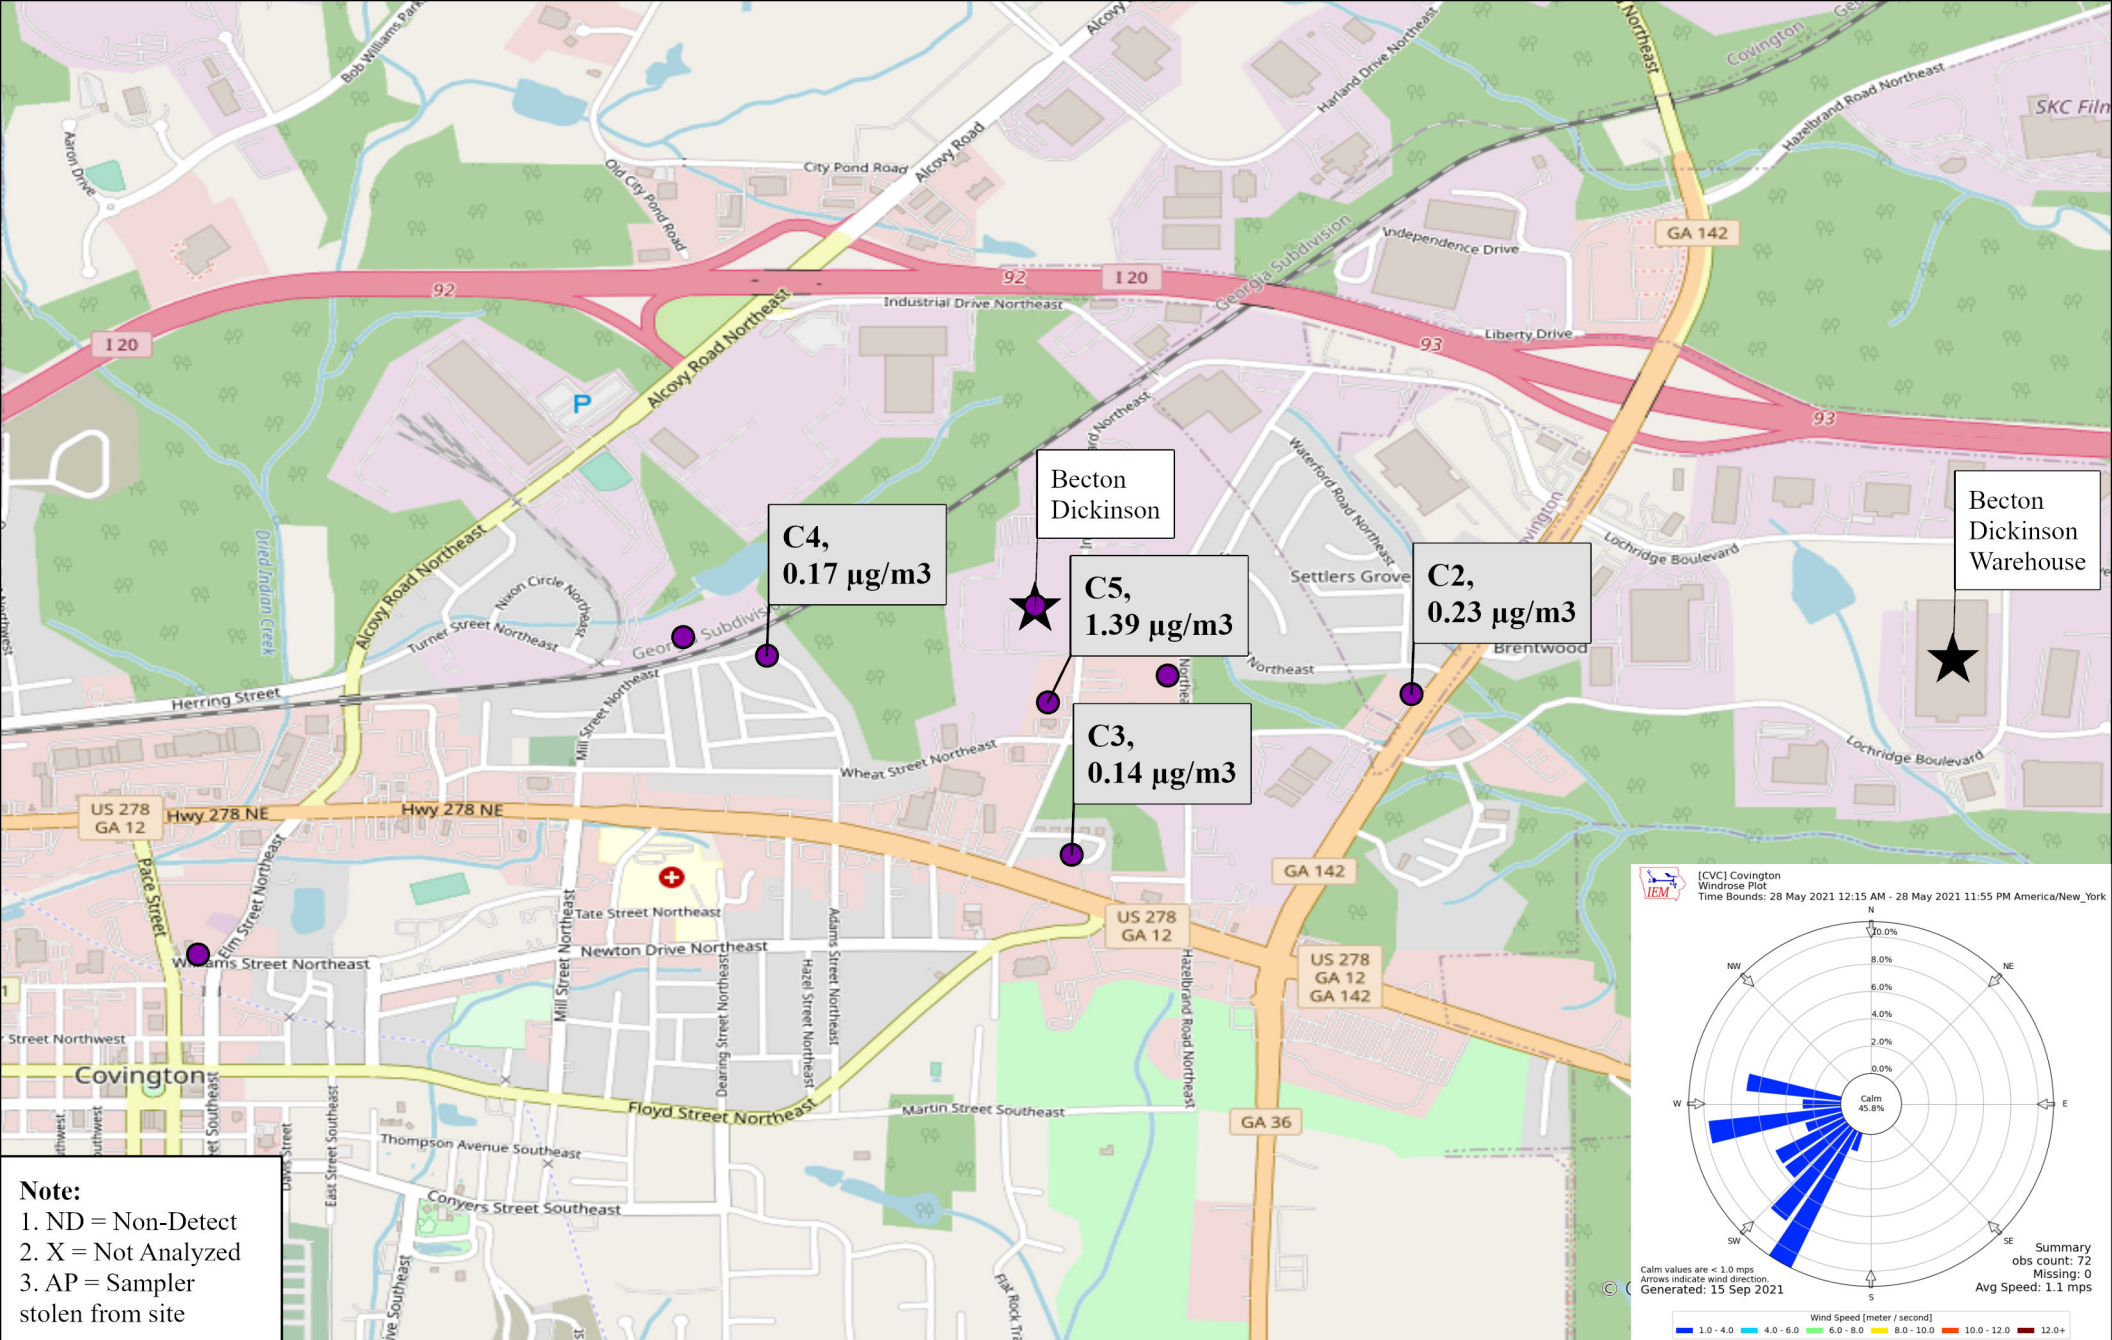 Bob Williams Park
Alcovy
Harland Drive Northeast
Northeast
Covington
Hazelbrand Road Northeast
SKC Film
Aaron Drive
Old City Pond Road
City Pond Road
Alcovy Road
Georgia Subdivision
Independence Drive
GA 142
92
92
I 20
Industrial Drive Northeast
I 20
Liberty Drive
93
93
Alcovy Road Northeast
P
Waterford Road Northeast
Becton
Dickinson
Becton
Dickinson
Warehouse
C4,
0.17 µg/m3
C5,
1.39 µg/m3
C2,
0.23 µg/m3
C3,
0.14 µg/m3
Dried Indian Creek
Alcovy Road Northeast
Nixon Circle Northeast
Turner Street Northeast
Settlers Grove
Lochridge Boulevard
Brentwood
Northeast
Herring Street
Mill Street Northeast
Wheat Street Northeast
Lochridge Boulevard
US 278
GA 12
Hwy 278 NE
Hwy 278 NE
Pace Street
Elm Street Northeast
GA 142
Tate Street Northeast
Newton Drive Northeast
Mill Street Northeast
Adams Street Northeast
Hazel Street Northeast
Dearing Street Northeast
US 278
GA 12
US 278
GA 12
GA 142
Hazelbrand Road Northeast
Williams Street Northeast
1
Street Northwest
Covington
Floyd Street Northeast
Martin Street Southeast
GA 36
Thompson Avenue Southeast
East Street Southeast
Davis Street
Conyers Street Southeast
Note:
1. ND = Non-Detect
2. X = Not Analyzed
3. AP = Sampler
stolen from site
IEM
[CVC] Covington
Windrose Plot
Time Bounds: 28 May 2021 12:15 AM - 28 May 2021 11:55 PM America/New_York
N
NE
E
SE
S
SW
W
NW
10.0%
8.0%
6.0%
4.0%
2.0%
0.0%
Calm
45.8%
Summary
obs count: 72
Missing: 0
Avg Speed: 1.1 mps
Calm values are < 1.0 mps
Arrows indicate wind direction.
Generated: 15 Sep 2021
Wind Speed [meter / second]
1.0 - 4.0
4.0 - 6.0
6.0 - 8.0
8.0 - 10.0
10.0 - 12.0
12.0+